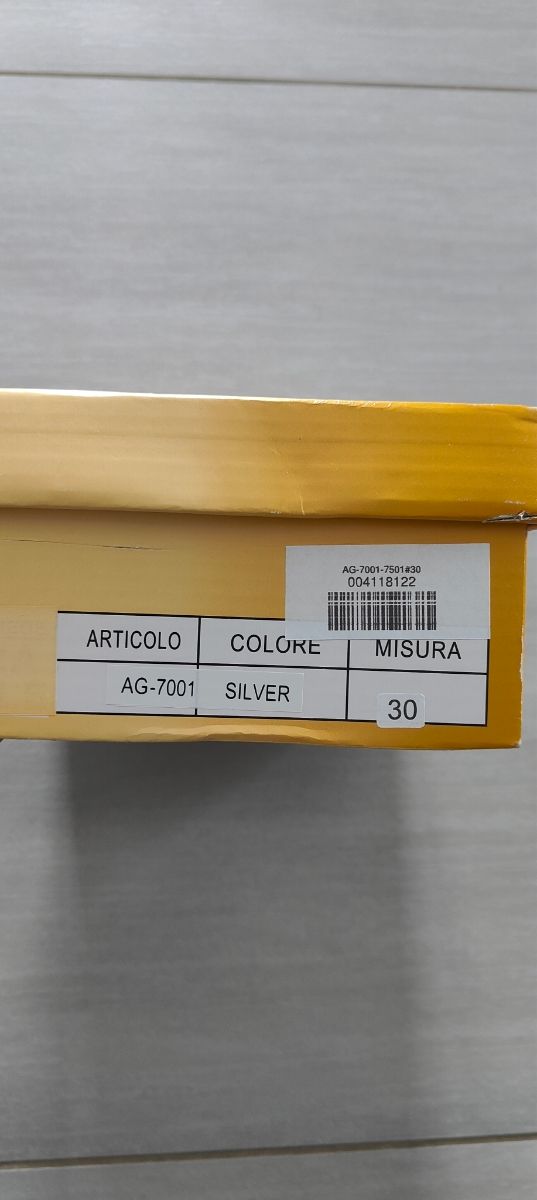 AG-7001-7501#30
004118122
ARTICOLO COLORE MISURA
AG-7001 SILVER 30